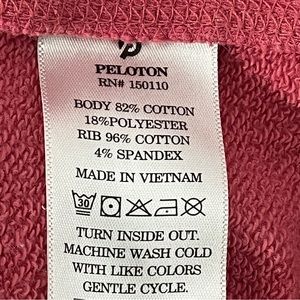 PELOTON
RN# 150110
BODY 82% COTTON
18%POLYESTER
RIB 96% COTTON
4% SPANDEX
MADE IN VIETNAM
30
TURN INSIDE OUT.
MACHINE WASH COLD
WITH LIKE COLORS
GENTLE CYCLE.